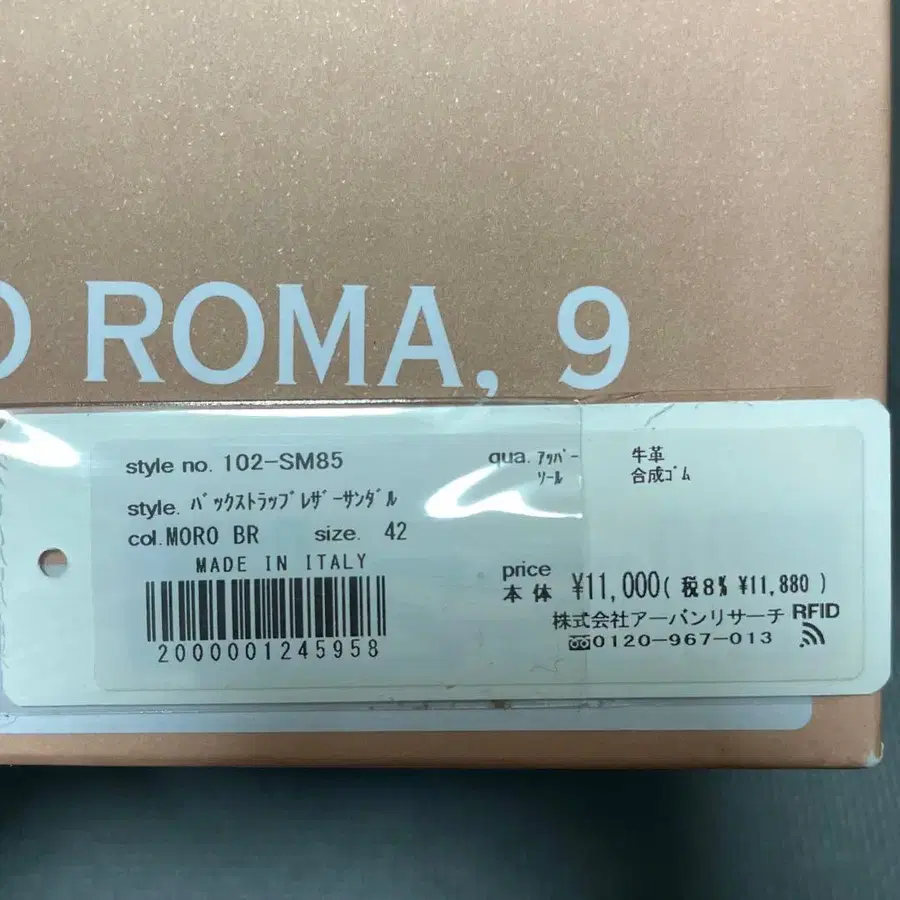 ROMA, 9
style no. 102-SM85
style. ﾊﾞｯｸｽﾄﾗｯﾌﾟﾚｻﾞｰｻﾝﾀﾞﾙ
col. MORO BR size. 42
MADE IN ITALY
2000001245958
qua. ｱｯﾊﾟｰ 牛革
ｿｰﾙ 合成ｺﾞﾑ
price
本体 ¥11,000( 税8% ¥11,880 )
株式会社アーバンリサーチ RFID
0120-967-013